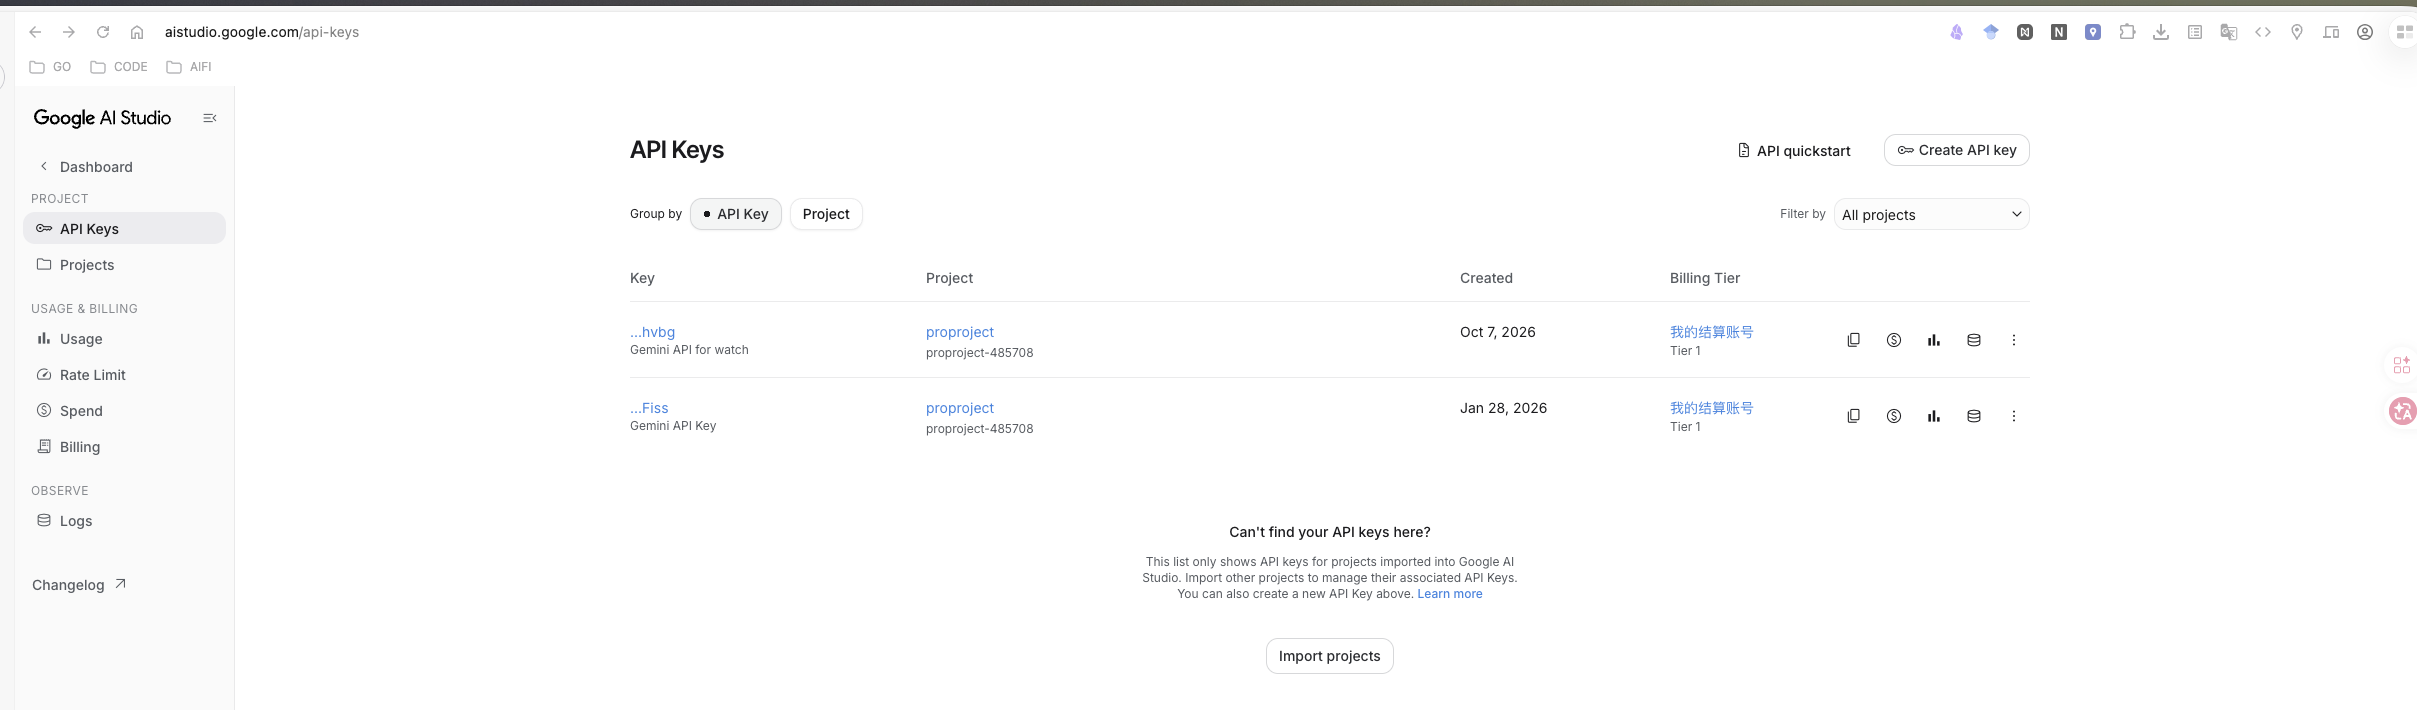 aistudio.google.com/api-keys
GO CODE AIFI
Google AI Studio
Dashboard
PROJECT
API Keys
Projects
USAGE & BILLING
Usage
Rate Limit
Spend
Billing
OBSERVE
Logs
Changelog
API Keys
API quickstart
Create API key
Group by API Key Project
Filter by All projects
Key Project Created Billing Tier
...hvbg proproject Oct 7, 2026 我的结算账号
Gemini API for watch proproject-485708 Tier 1
...Fiss proproject Jan 28, 2026 我的结算账号
Gemini API Key proproject-485708 Tier 1
Can't find your API keys here?
This list only shows API keys for projects imported into Google AI
Studio. Import other projects to manage their associated API Keys.
You can also create a new API Key above. Learn more
Import projects